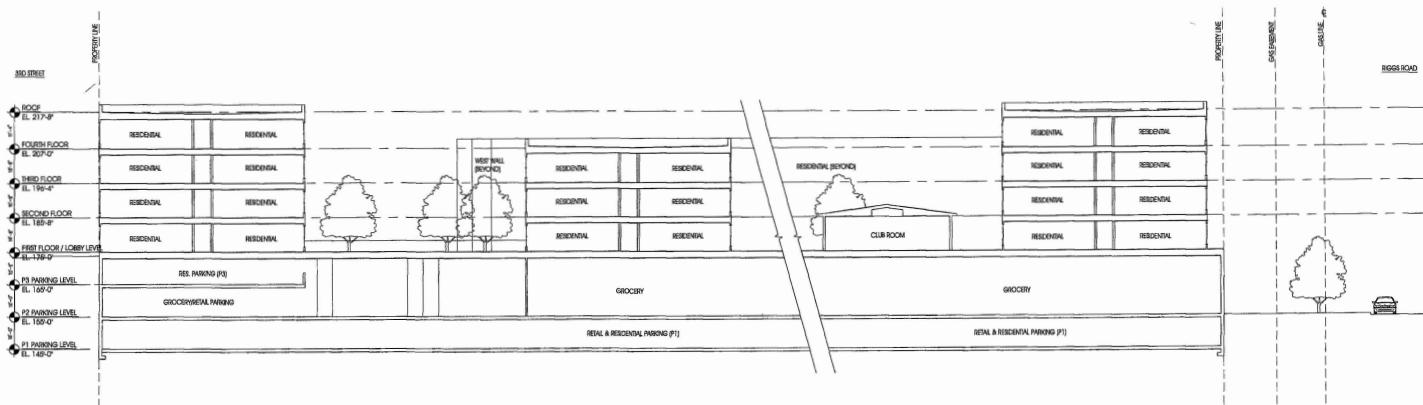 PROPERTY LINE
PROPERTY LINE
GAS EASEMENT
GAS LINE
3RD STREET
RIGGS ROAD
ROOF
EL. 217'-8"
RESIDENTIAL
RESIDENTIAL
RESIDENTIAL
RESIDENTIAL
FOURTH FLOOR
EL. 207'-0"
RESIDENTIAL
RESIDENTIAL
WEST WALL
(BEYOND)
RESIDENTIAL
RESIDENTIAL
RESIDENTIAL (BEYOND)
RESIDENTIAL
RESIDENTIAL
THIRD FLOOR
EL. 196'-4"
RESIDENTIAL
RESIDENTIAL
RESIDENTIAL
RESIDENTIAL
RESIDENTIAL
RESIDENTIAL
SECOND FLOOR
EL. 185'-8"
RESIDENTIAL
RESIDENTIAL
RESIDENTIAL
RESIDENTIAL
CLUB ROOM
RESIDENTIAL
RESIDENTIAL
FIRST FLOOR / LOBBY LEVEL
EL. 175'-0"
RES. PARKING (P3)
P3 PARKING LEVEL
EL. 165'-0"
GROCERY/RETAIL PARKING
GROCERY
GROCERY
P2 PARKING LEVEL
EL. 155'-0"
RETAIL & RESIDENTIAL PARKING (P1)
RETAIL & RESIDENTIAL PARKING (P1)
P1 PARKING LEVEL
EL. 145'-0"